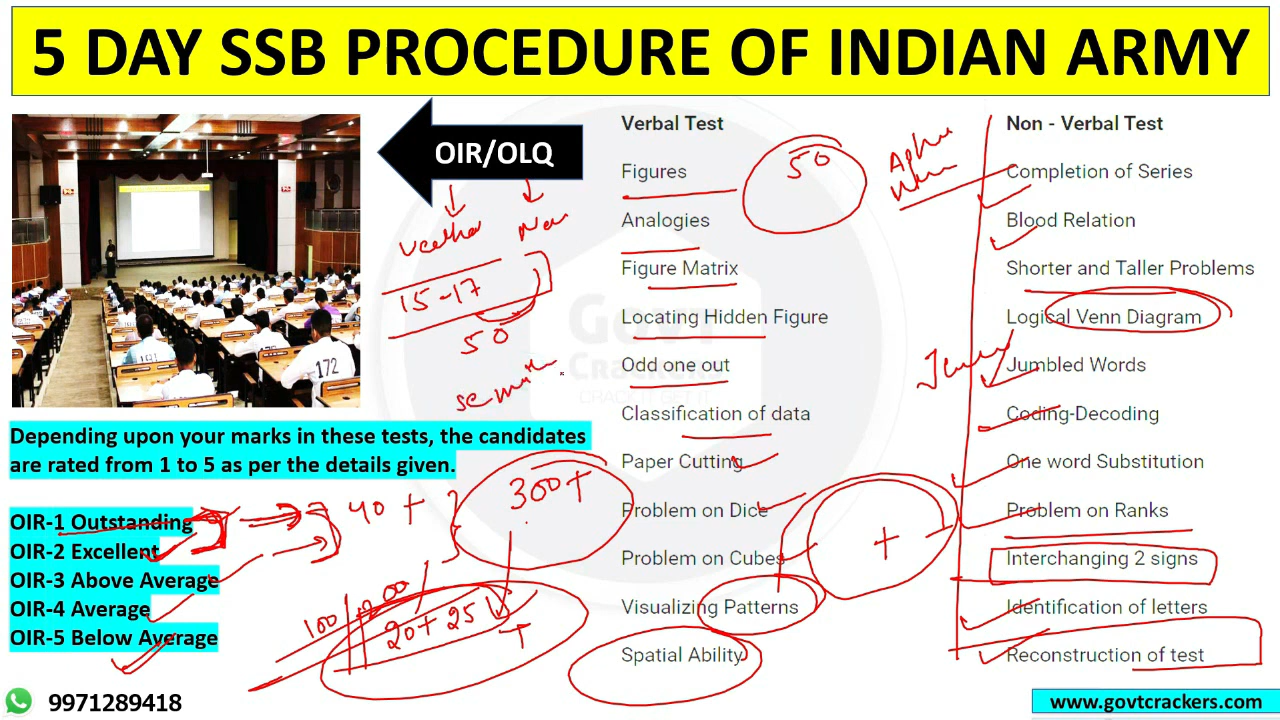 5 DAY SSB PROCEDURE OF INDIAN ARMY
OIR/OLQ
15-17
50
172
Depending upon your marks in these tests, the candidates
are rated from 1 to 5 as per the details given.
OIR-1 Outstanding
OIR-2 Excellent
OIR-3 Above Average
OIR-4 Average
OIR-5 Below Average
40 +
300+
100
20+ 25
9971289418
Verbal Test
Figures
Analogies
Figure Matrix
Locating Hidden Figure
Odd one out
Classification of data
Paper Cutting
Problem on Dice
Problem on Cubes
Visualizing Patterns
Spatial Ability
50
+
Non - Verbal Test
Completion of Series
Blood Relation
Shorter and Taller Problems
Logical Venn Diagram
Jumbled Words
Coding-Decoding
One word Substitution
Problem on Ranks
Interchanging 2 signs
Identification of letters
Reconstruction of test
Govt
Crackers
www.govtcrackers.com